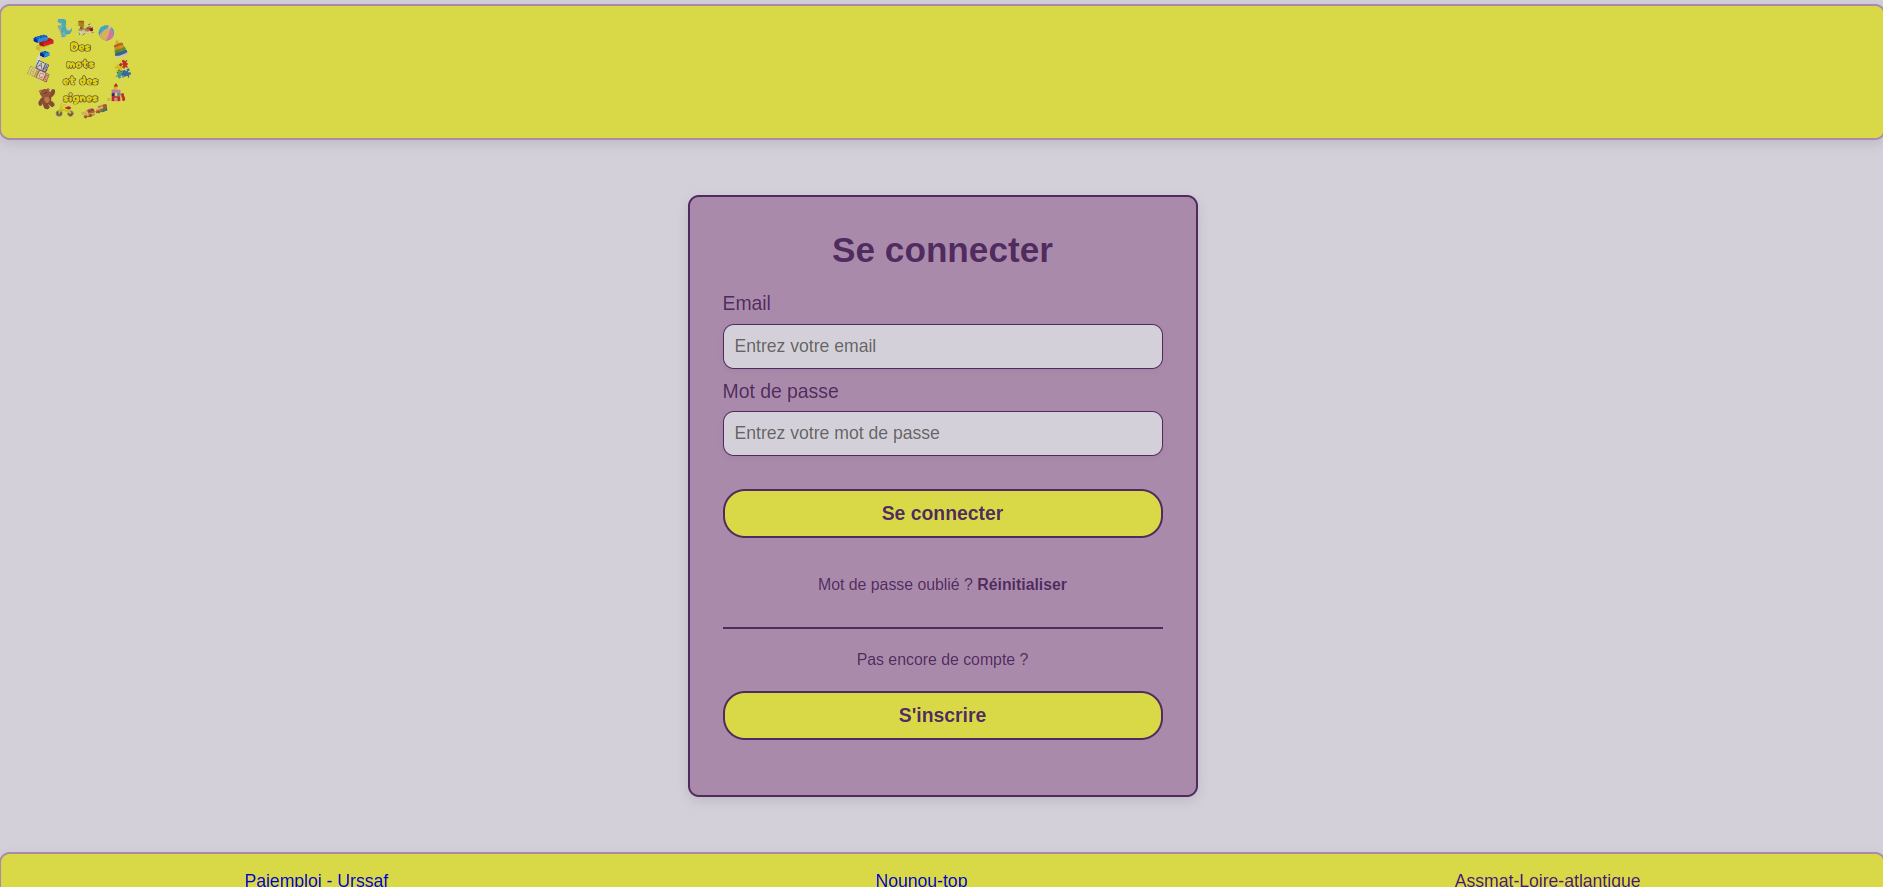 Des
mots
et des
signes
Se connecter
Email
Entrez votre email
Mot de passe
Entrez votre mot de passe
Se connecter
Mot de passe oublié ? Réinitialiser
Pas encore de compte ?
S'inscrire
Pajemploi - Urssaf
Nounou-top
Assmat-Loire-atlantique